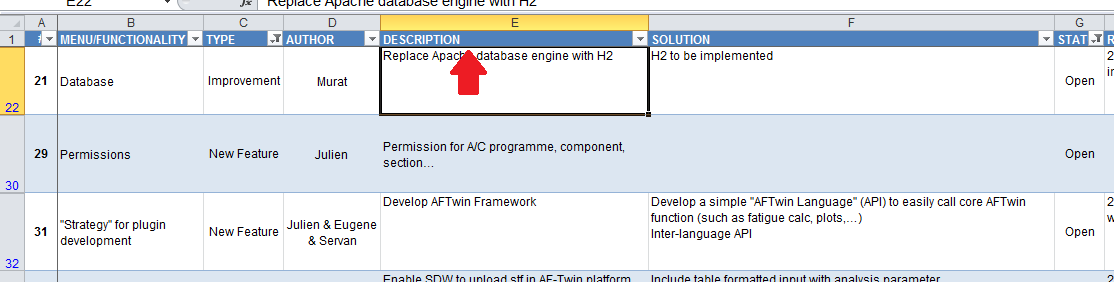 E22 fx Replace Apache database engine with H2
A B C D E F G
1 # MENU/FUNCTIONALITY TYPE AUTHOR DESCRIPTION SOLUTION STAT
22 21 Database Improvement Murat Replace Apache database engine with H2 H2 to be implemented Open
30 29 Permissions New Feature Julien Permission for A/C programme, component,
section... Open
32 31 "Strategy" for plugin
development New Feature Julien & Eugene
& Servan Develop AFTwin Framework Develop a simple "AFTwin Language" (API) to easily call core AFTwin
function (such as fatigue calc, plots,...)
Inter-language API Open
Enable SDW to upload stf in AF-Twin platform Include table formatted input with analysis parameter